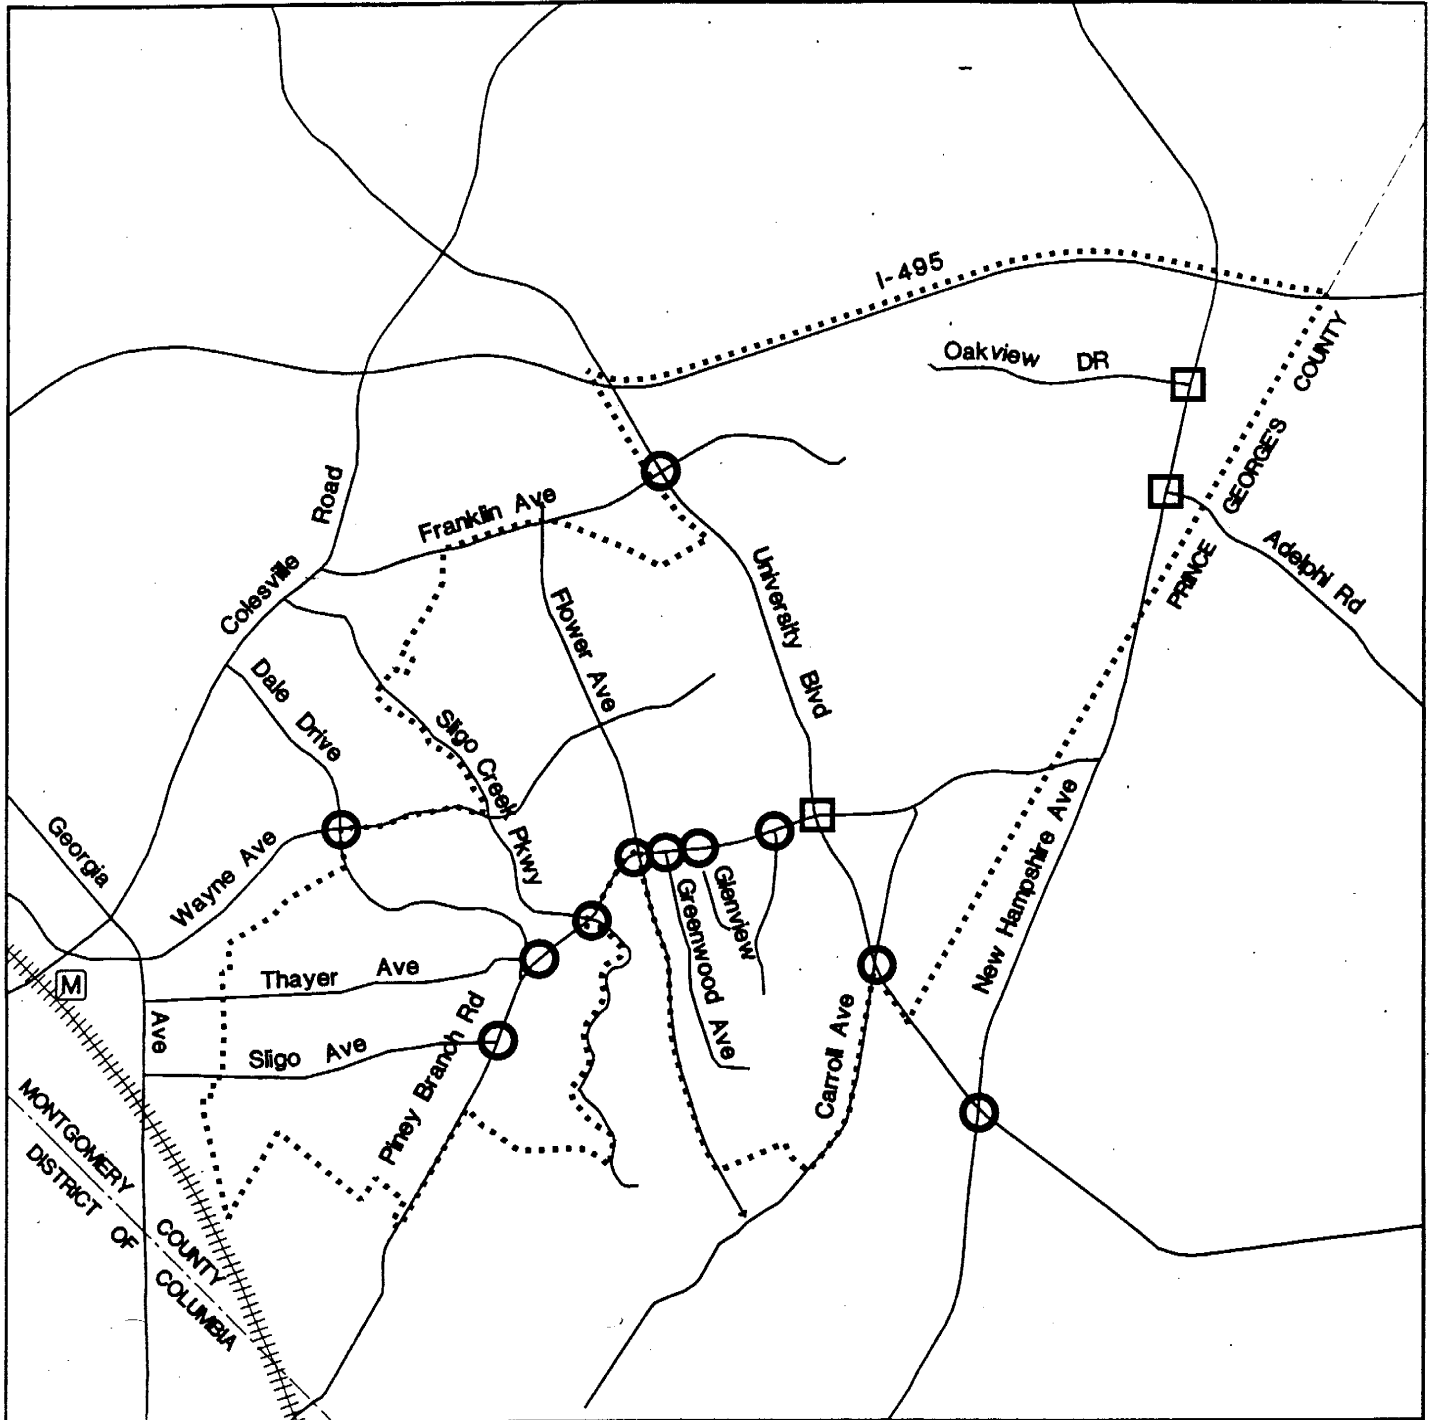 I-495
Oakview DR
COUNTY
GEORGE'S
PRINCE
Road
Franklin Ave
Colesville
University Blvd
Adelphi Rd
Flower Ave
Dale Drive
Sligo Creek Pkwy
Georgia
Wayne Ave
New Hampshire Ave
Glenview
Greenwood Ave
Thayer Ave
M
Ave
Sligo Ave
Piney Branch Rd
Carroll Ave
MONTGOMERY COUNTY
DISTRICT OF COLUMBIA